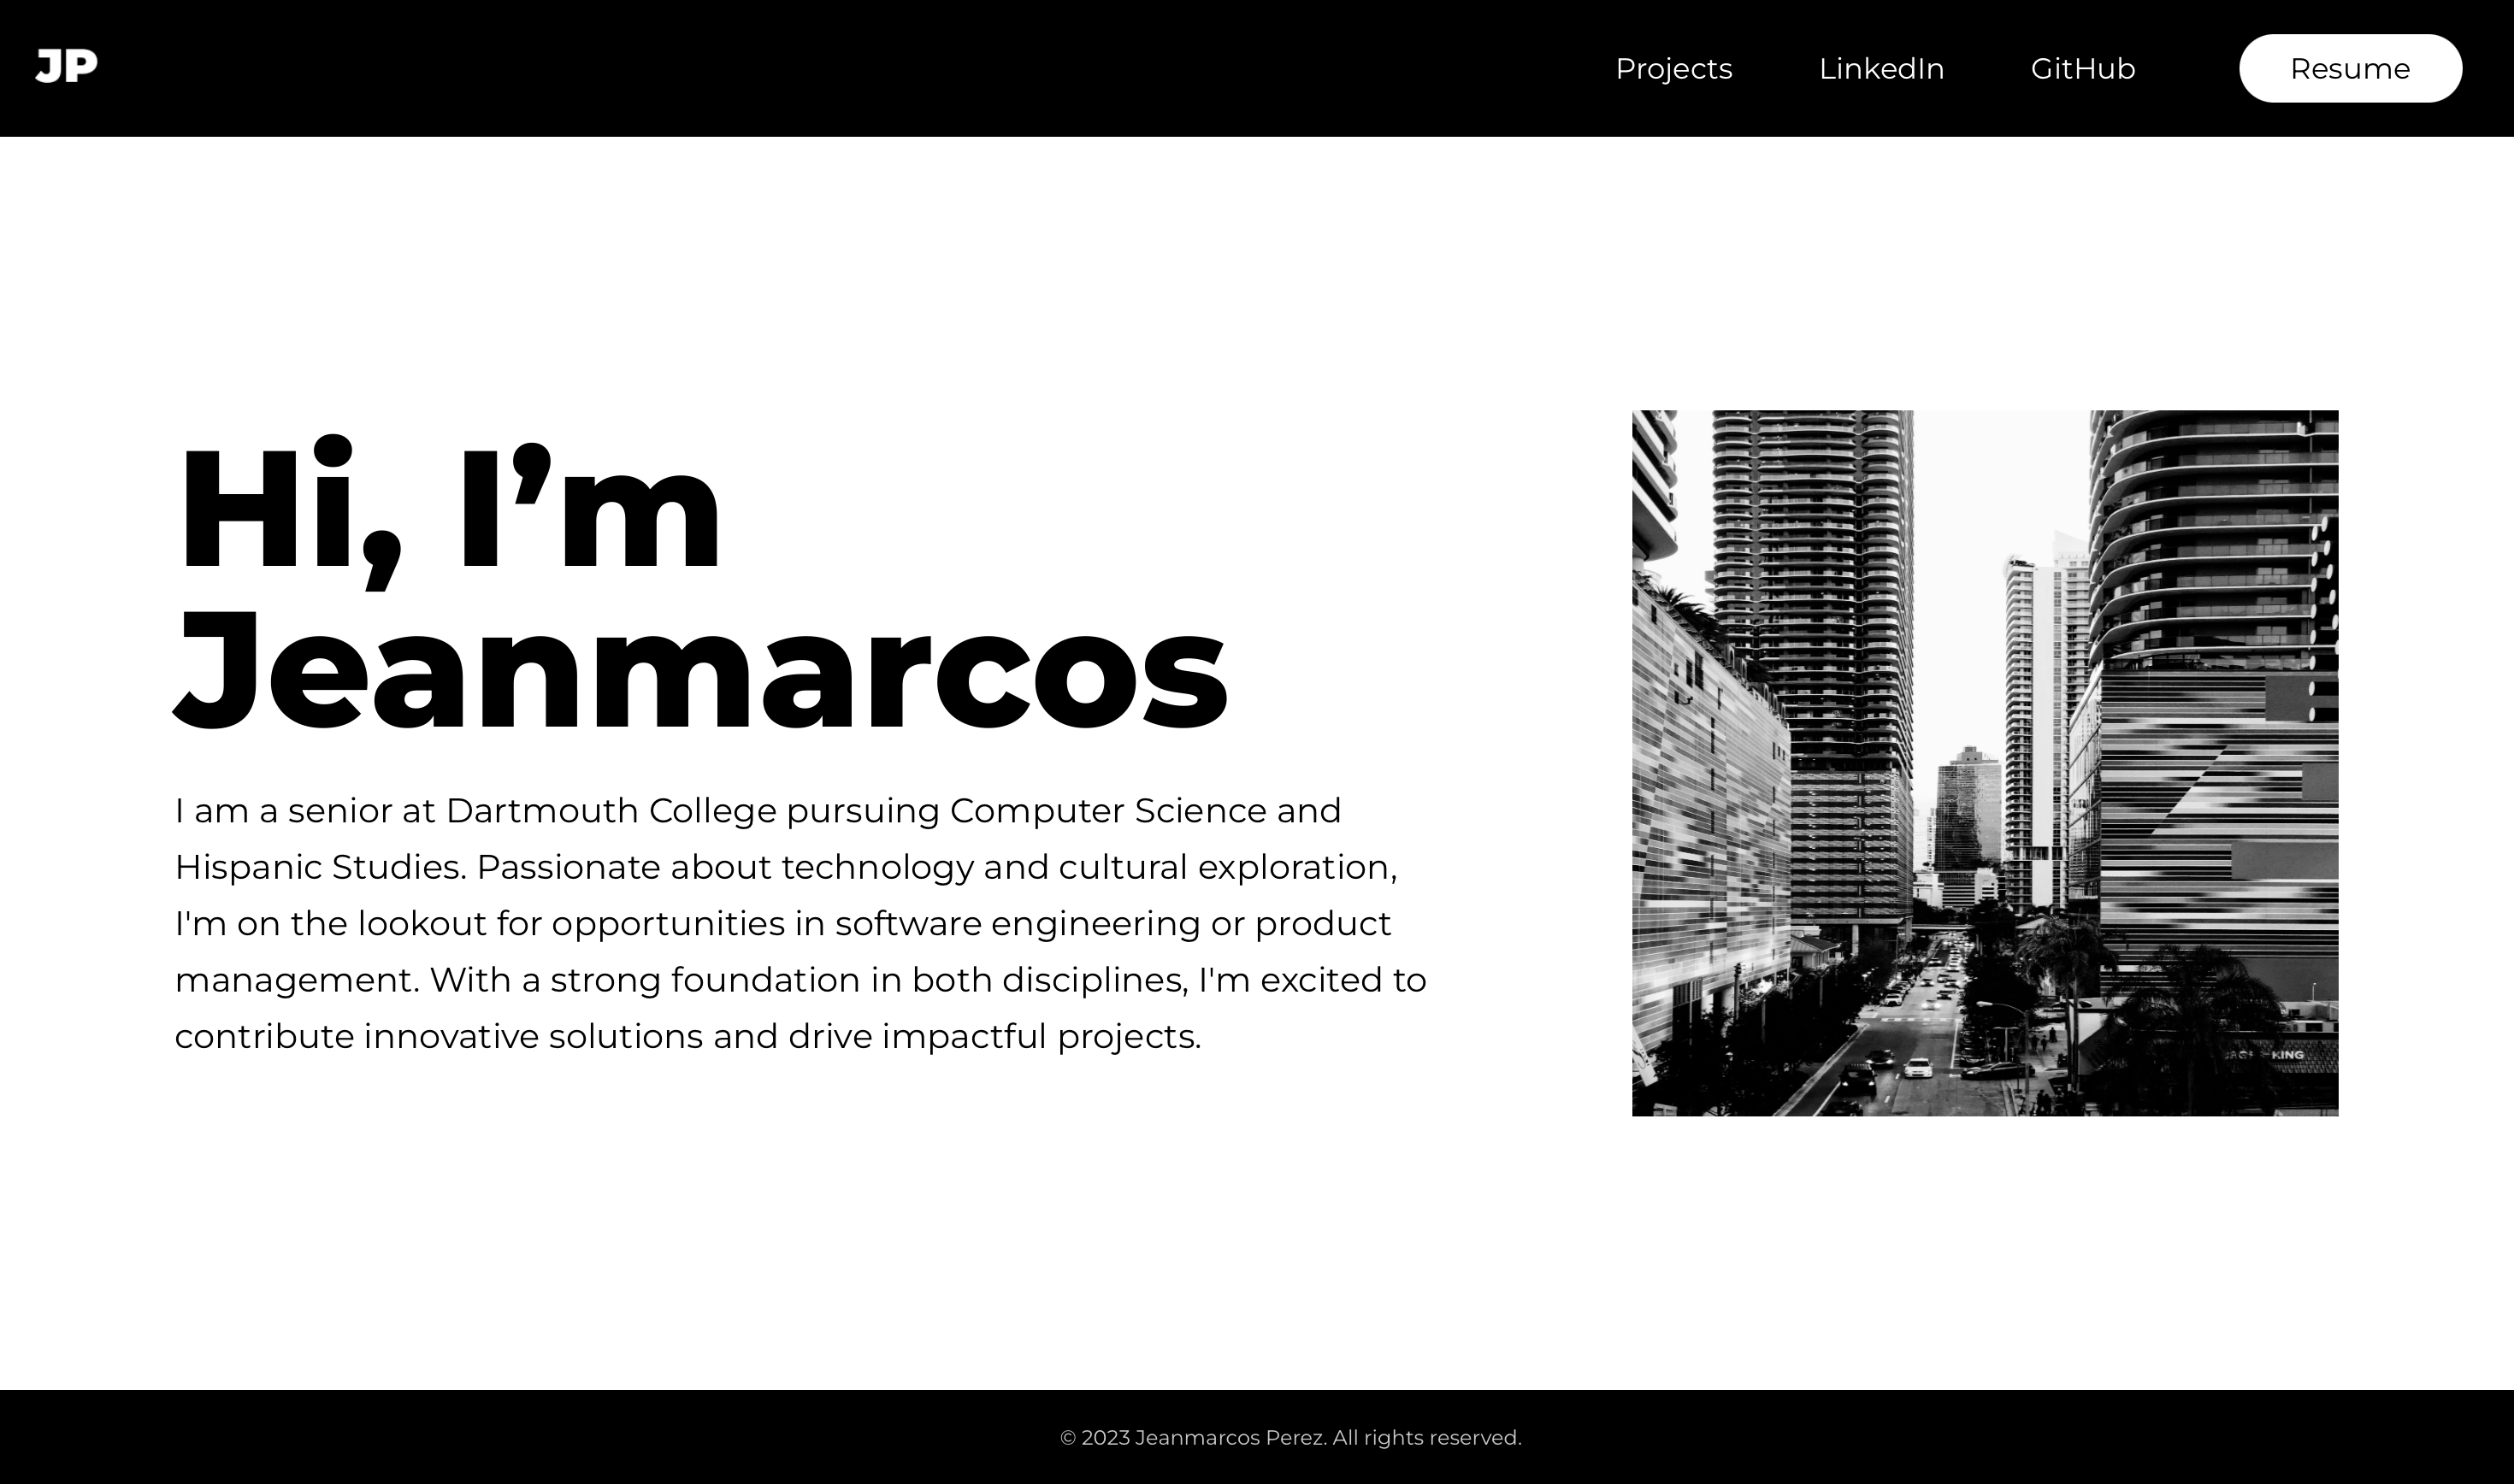 JP
Projects LinkedIn GitHub Resume
Hi, I’m
Jeanmarcos
I am a senior at Dartmouth College pursuing Computer Science and
Hispanic Studies. Passionate about technology and cultural exploration,
I'm on the lookout for opportunities in software engineering or product
management. With a strong foundation in both disciplines, I'm excited to
contribute innovative solutions and drive impactful projects.
KING
© 2023 Jeanmarcos Perez. All rights reserved.